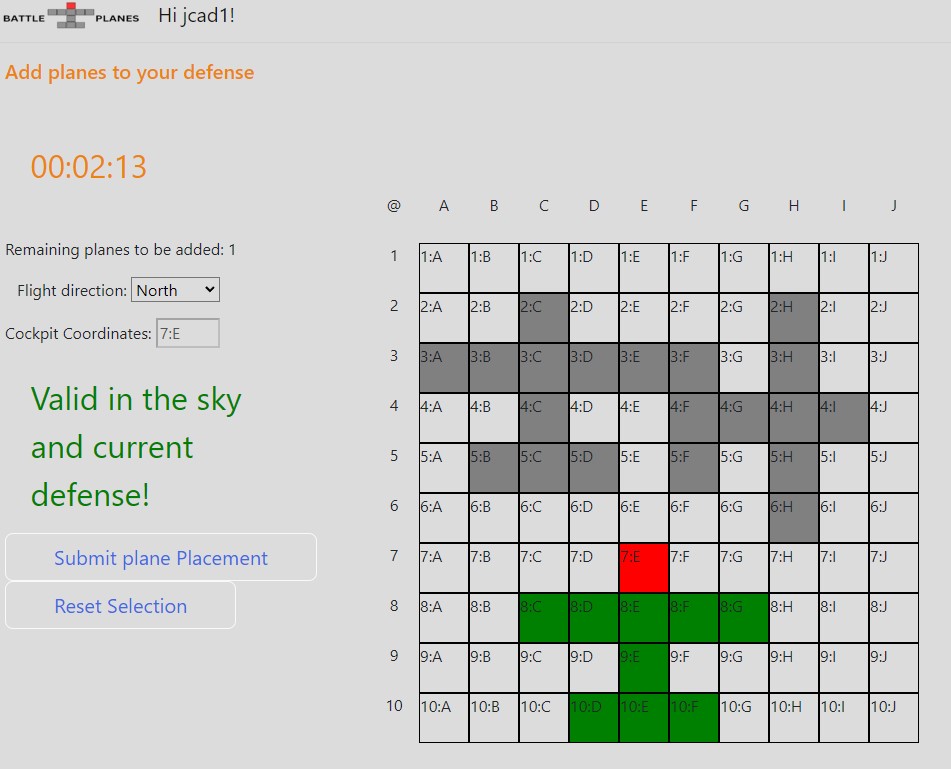 BATTLE PLANES Hi jcad1!
Add planes to your defense
00:02:13
@ A B C D E F G H I J
Remaining planes to be added: 1
Flight direction: North
Cockpit Coordinates: 7:E
Valid in the sky
and current
defense!
Submit plane Placement
Reset Selection
1 1:A 1:B 1:C 1:D 1:E 1:F 1:G 1:H 1:I 1:J
2 2:A 2:B 2:C 2:D 2:E 2:F 2:G 2:H 2:I 2:J
3 3:A 3:B 3:C 3:D 3:E 3:F 3:G 3:H 3:I 3:J
4 4:A 4:B 4:C 4:D 4:E 4:F 4:G 4:H 4:I 4:J
5 5:A 5:B 5:C 5:D 5:E 5:F 5:G 5:H 5:I 5:J
6 6:A 6:B 6:C 6:D 6:E 6:F 6:G 6:H 6:I 6:J
7 7:A 7:B 7:C 7:D 7:E 7:F 7:G 7:H 7:I 7:J
8 8:A 8:B 8:C 8:D 8:E 8:F 8:G 8:H 8:I 8:J
9 9:A 9:B 9:C 9:D 9:E 9:F 9:G 9:H 9:I 9:J
10 10:A 10:B 10:C 10:D 10:E 10:F 10:G 10:H 10:I 10:J